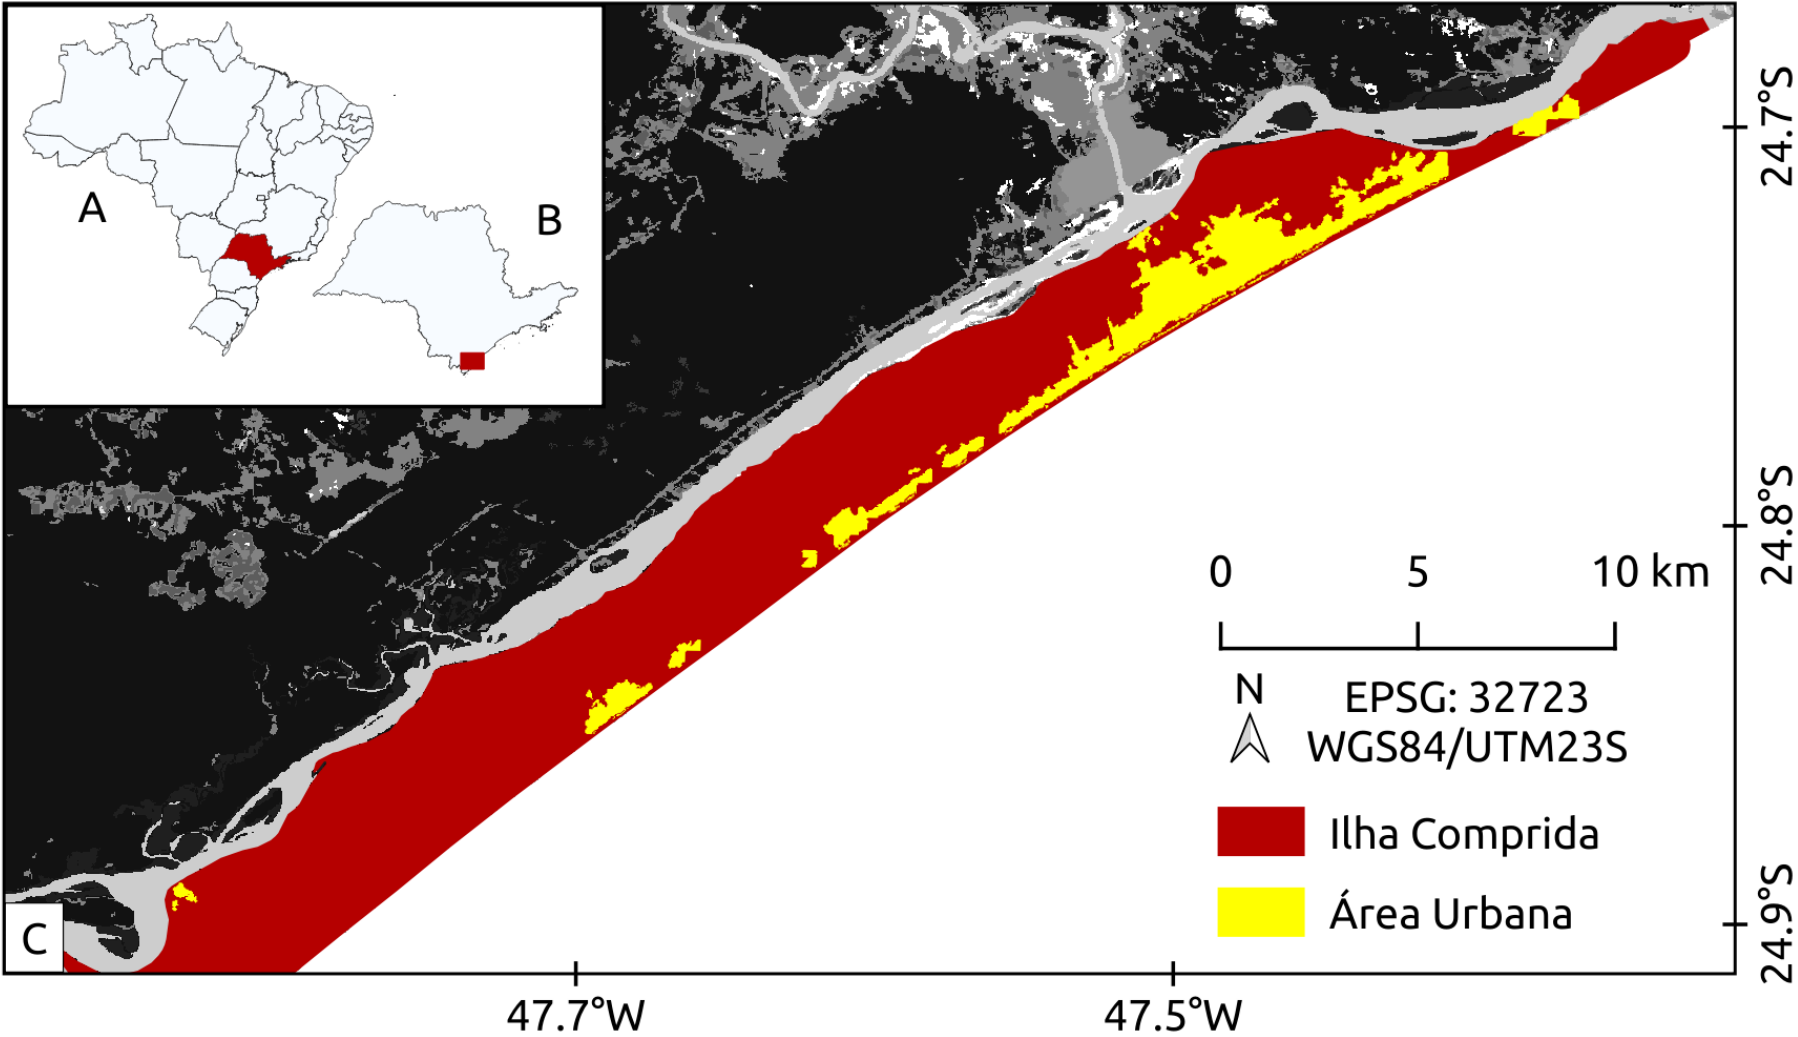 A
B
24.7°S
24.8°S
0 5 10 km
N
EPSG: 32723
WGS84/UTM23S
Ilha Comprida
Área Urbana
C
24.9°S
47.7°W 47.5°W